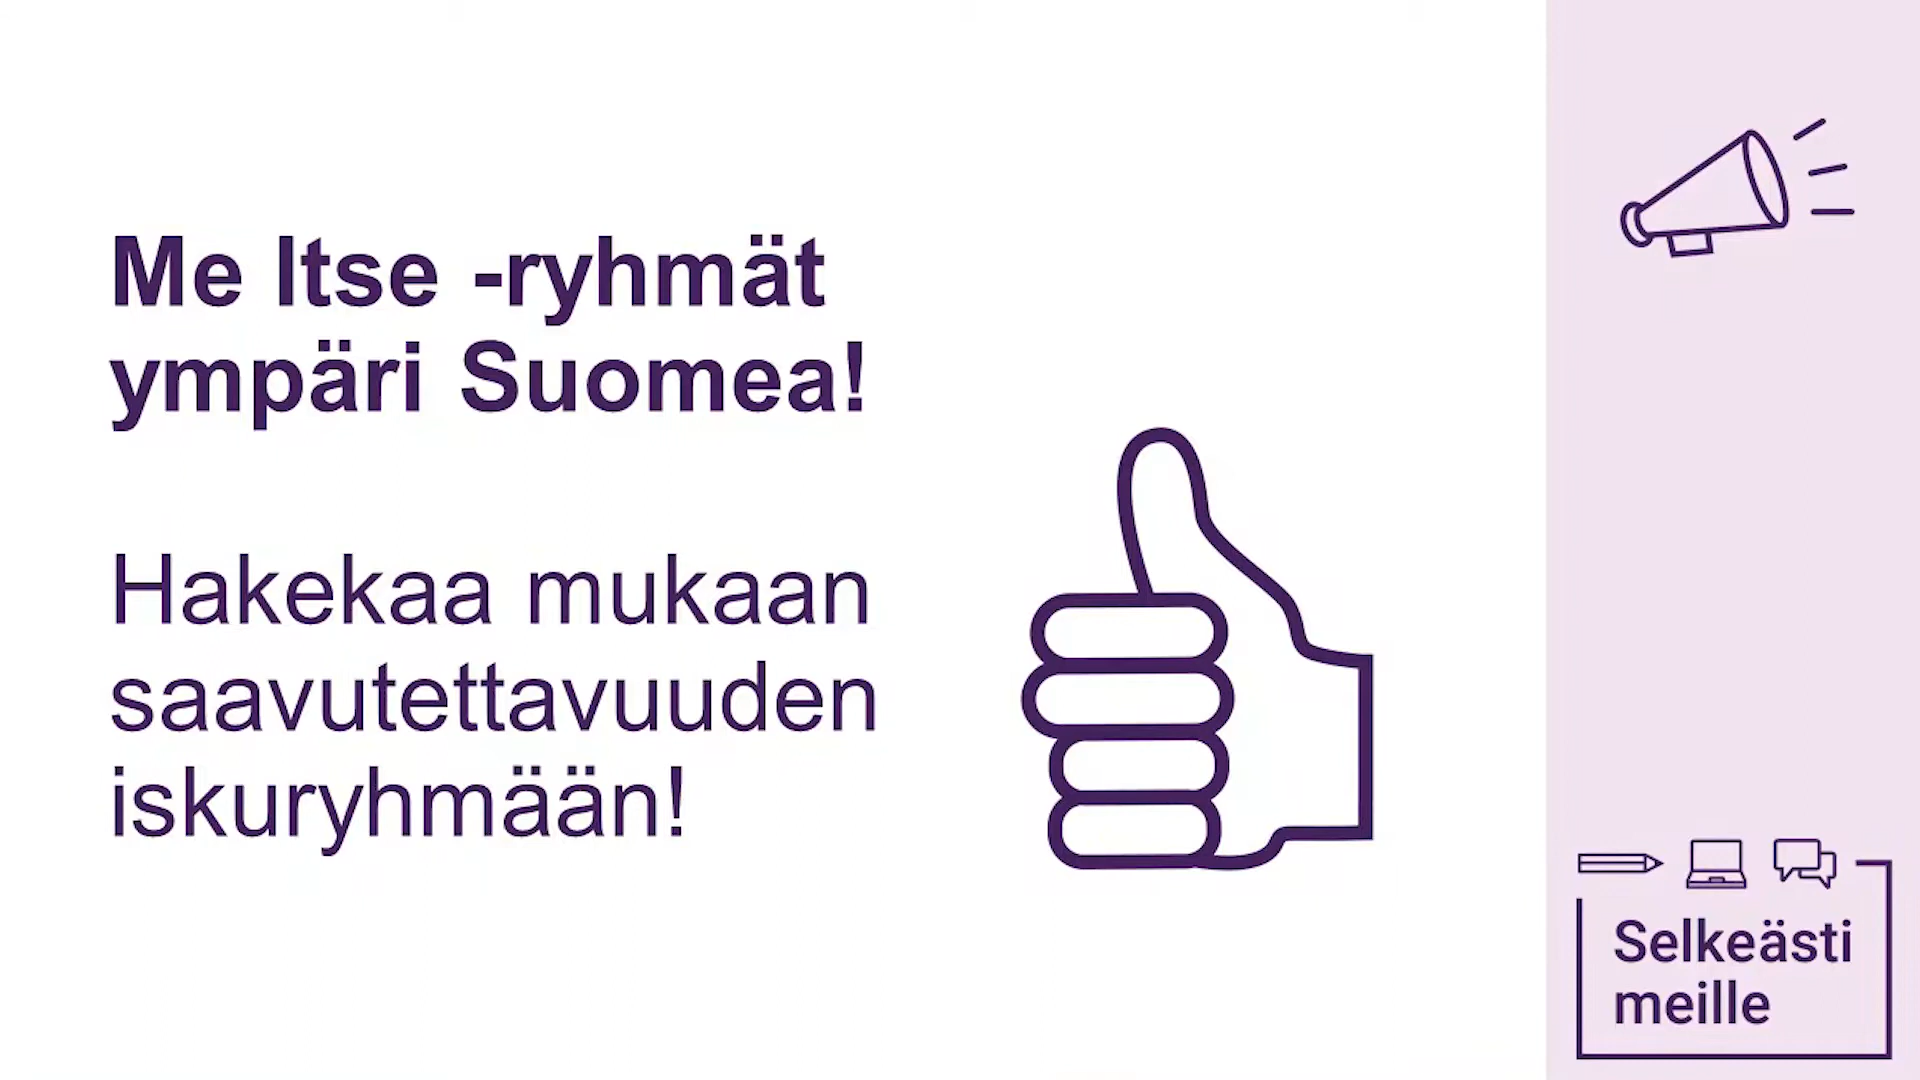 Me Itse -ryhmät
ympäri Suomea!
Hakekaa mukaan
saavutettavuuden
iskuryhmään!
Selkeästi
meille